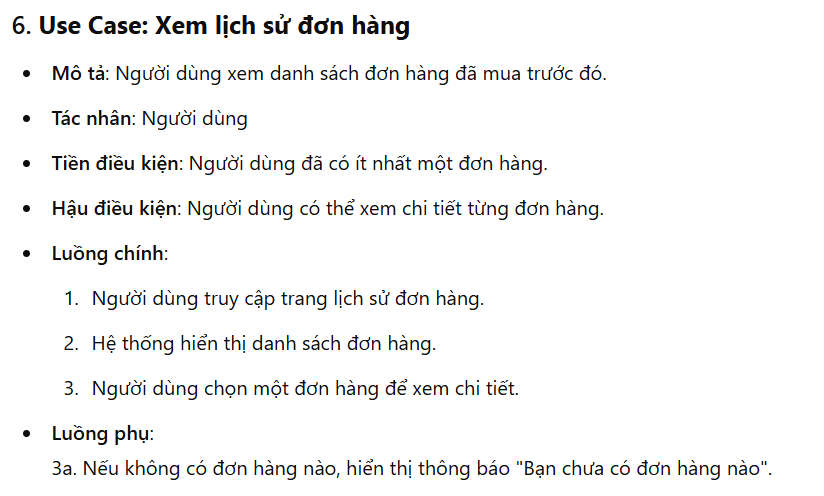 6. Use Case: Xem lịch sử đơn hàng
• Mô tả: Người dùng xem danh sách đơn hàng đã mua trước đó.
• Tác nhân: Người dùng
• Tiền điều kiện: Người dùng đã có ít nhất một đơn hàng.
• Hậu điều kiện: Người dùng có thể xem chi tiết từng đơn hàng.
• Luồng chính:
1. Người dùng truy cập trang lịch sử đơn hàng.
2. Hệ thống hiển thị danh sách đơn hàng.
3. Người dùng chọn một đơn hàng để xem chi tiết.
• Luồng phụ:
3a. Nếu không có đơn hàng nào, hiển thị thông báo "Bạn chưa có đơn hàng nào".